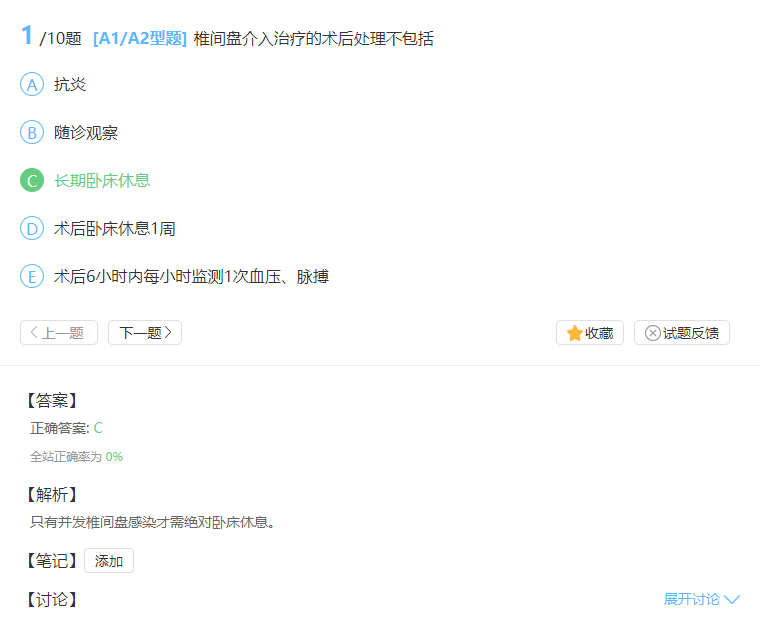 1 /10题 [A1/A2型题] 椎间盘介入治疗的术后处理不包括
A 抗炎
B 随诊观察
C 长期卧床休息
D 术后卧床休息1周
E 术后6小时内每小时监测1次血压、脉搏
上一题 下一题 收藏 试题反馈
【答案】
正确答案: C
全站正确率为 0%
【解析】
只有并发椎间盘感染才需绝对卧床休息。
【笔记】 添加
【讨论】 展开讨论